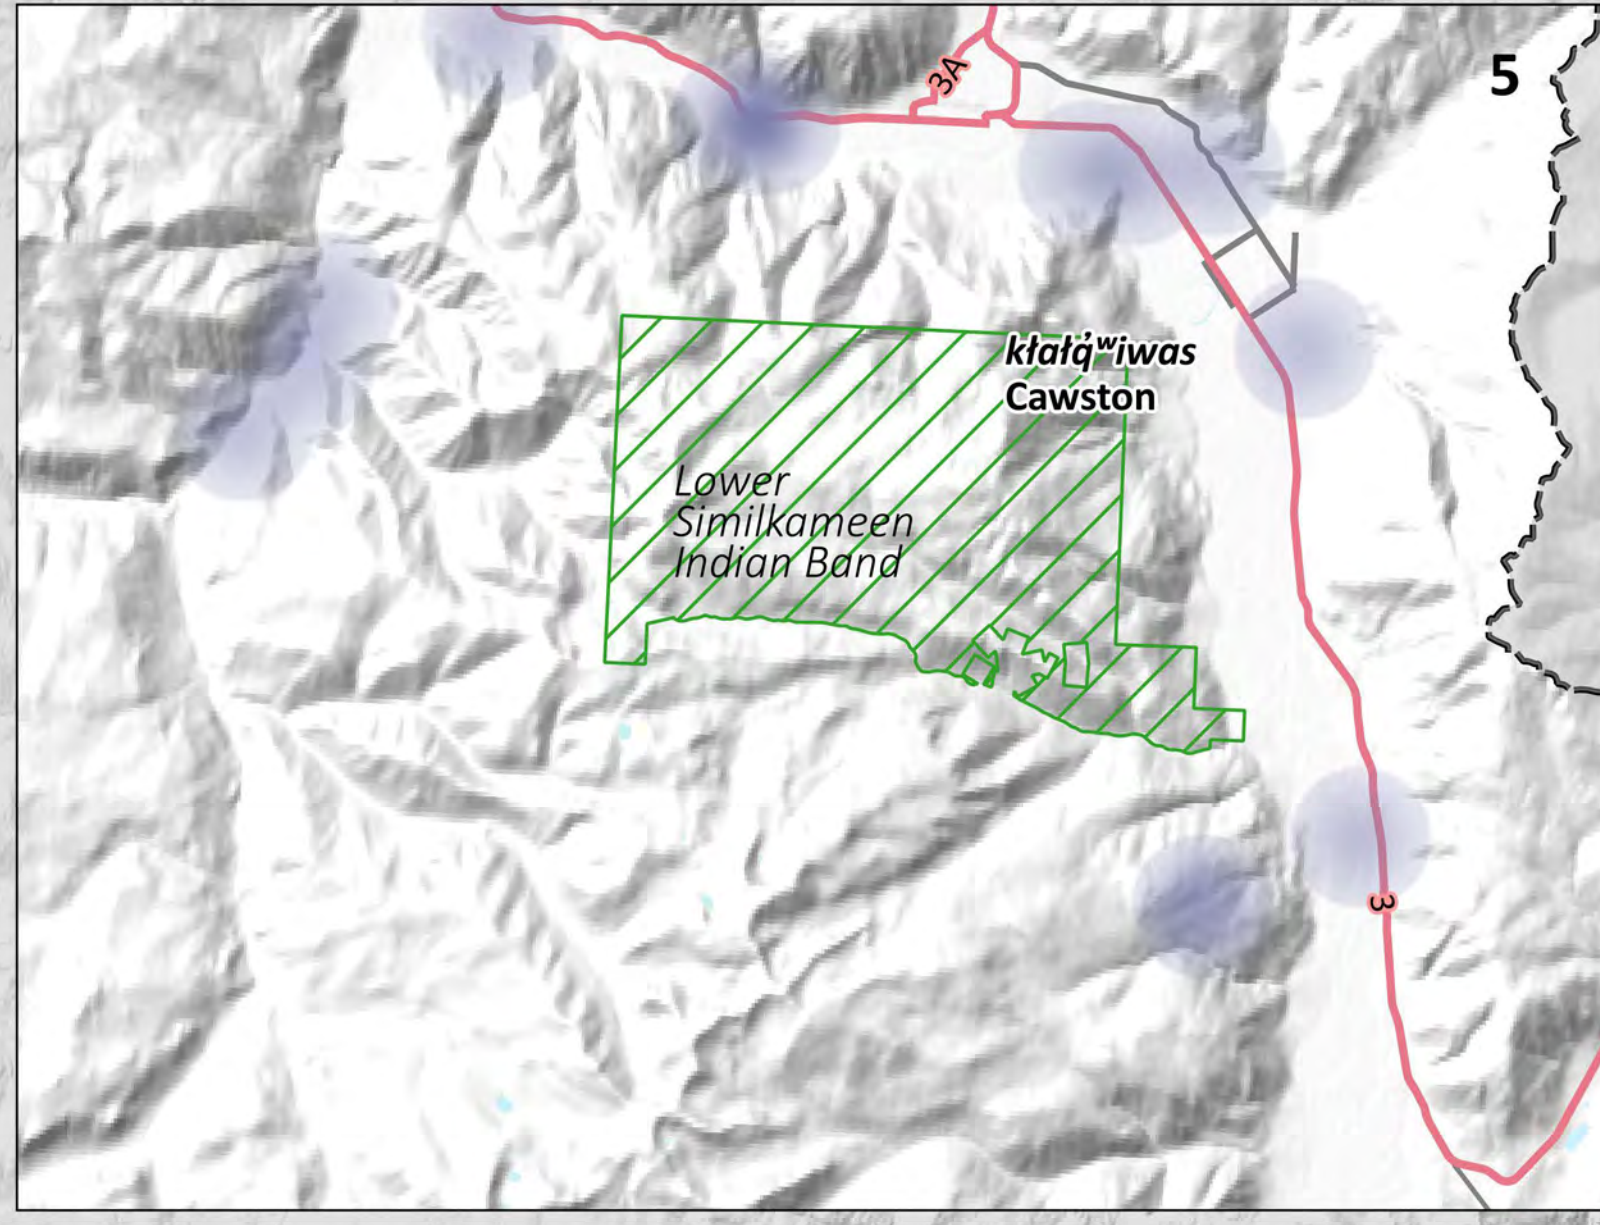 3A
5
kłałq̓ʷiwas
Cawston
Lower
Similkameen
Indian Band
3